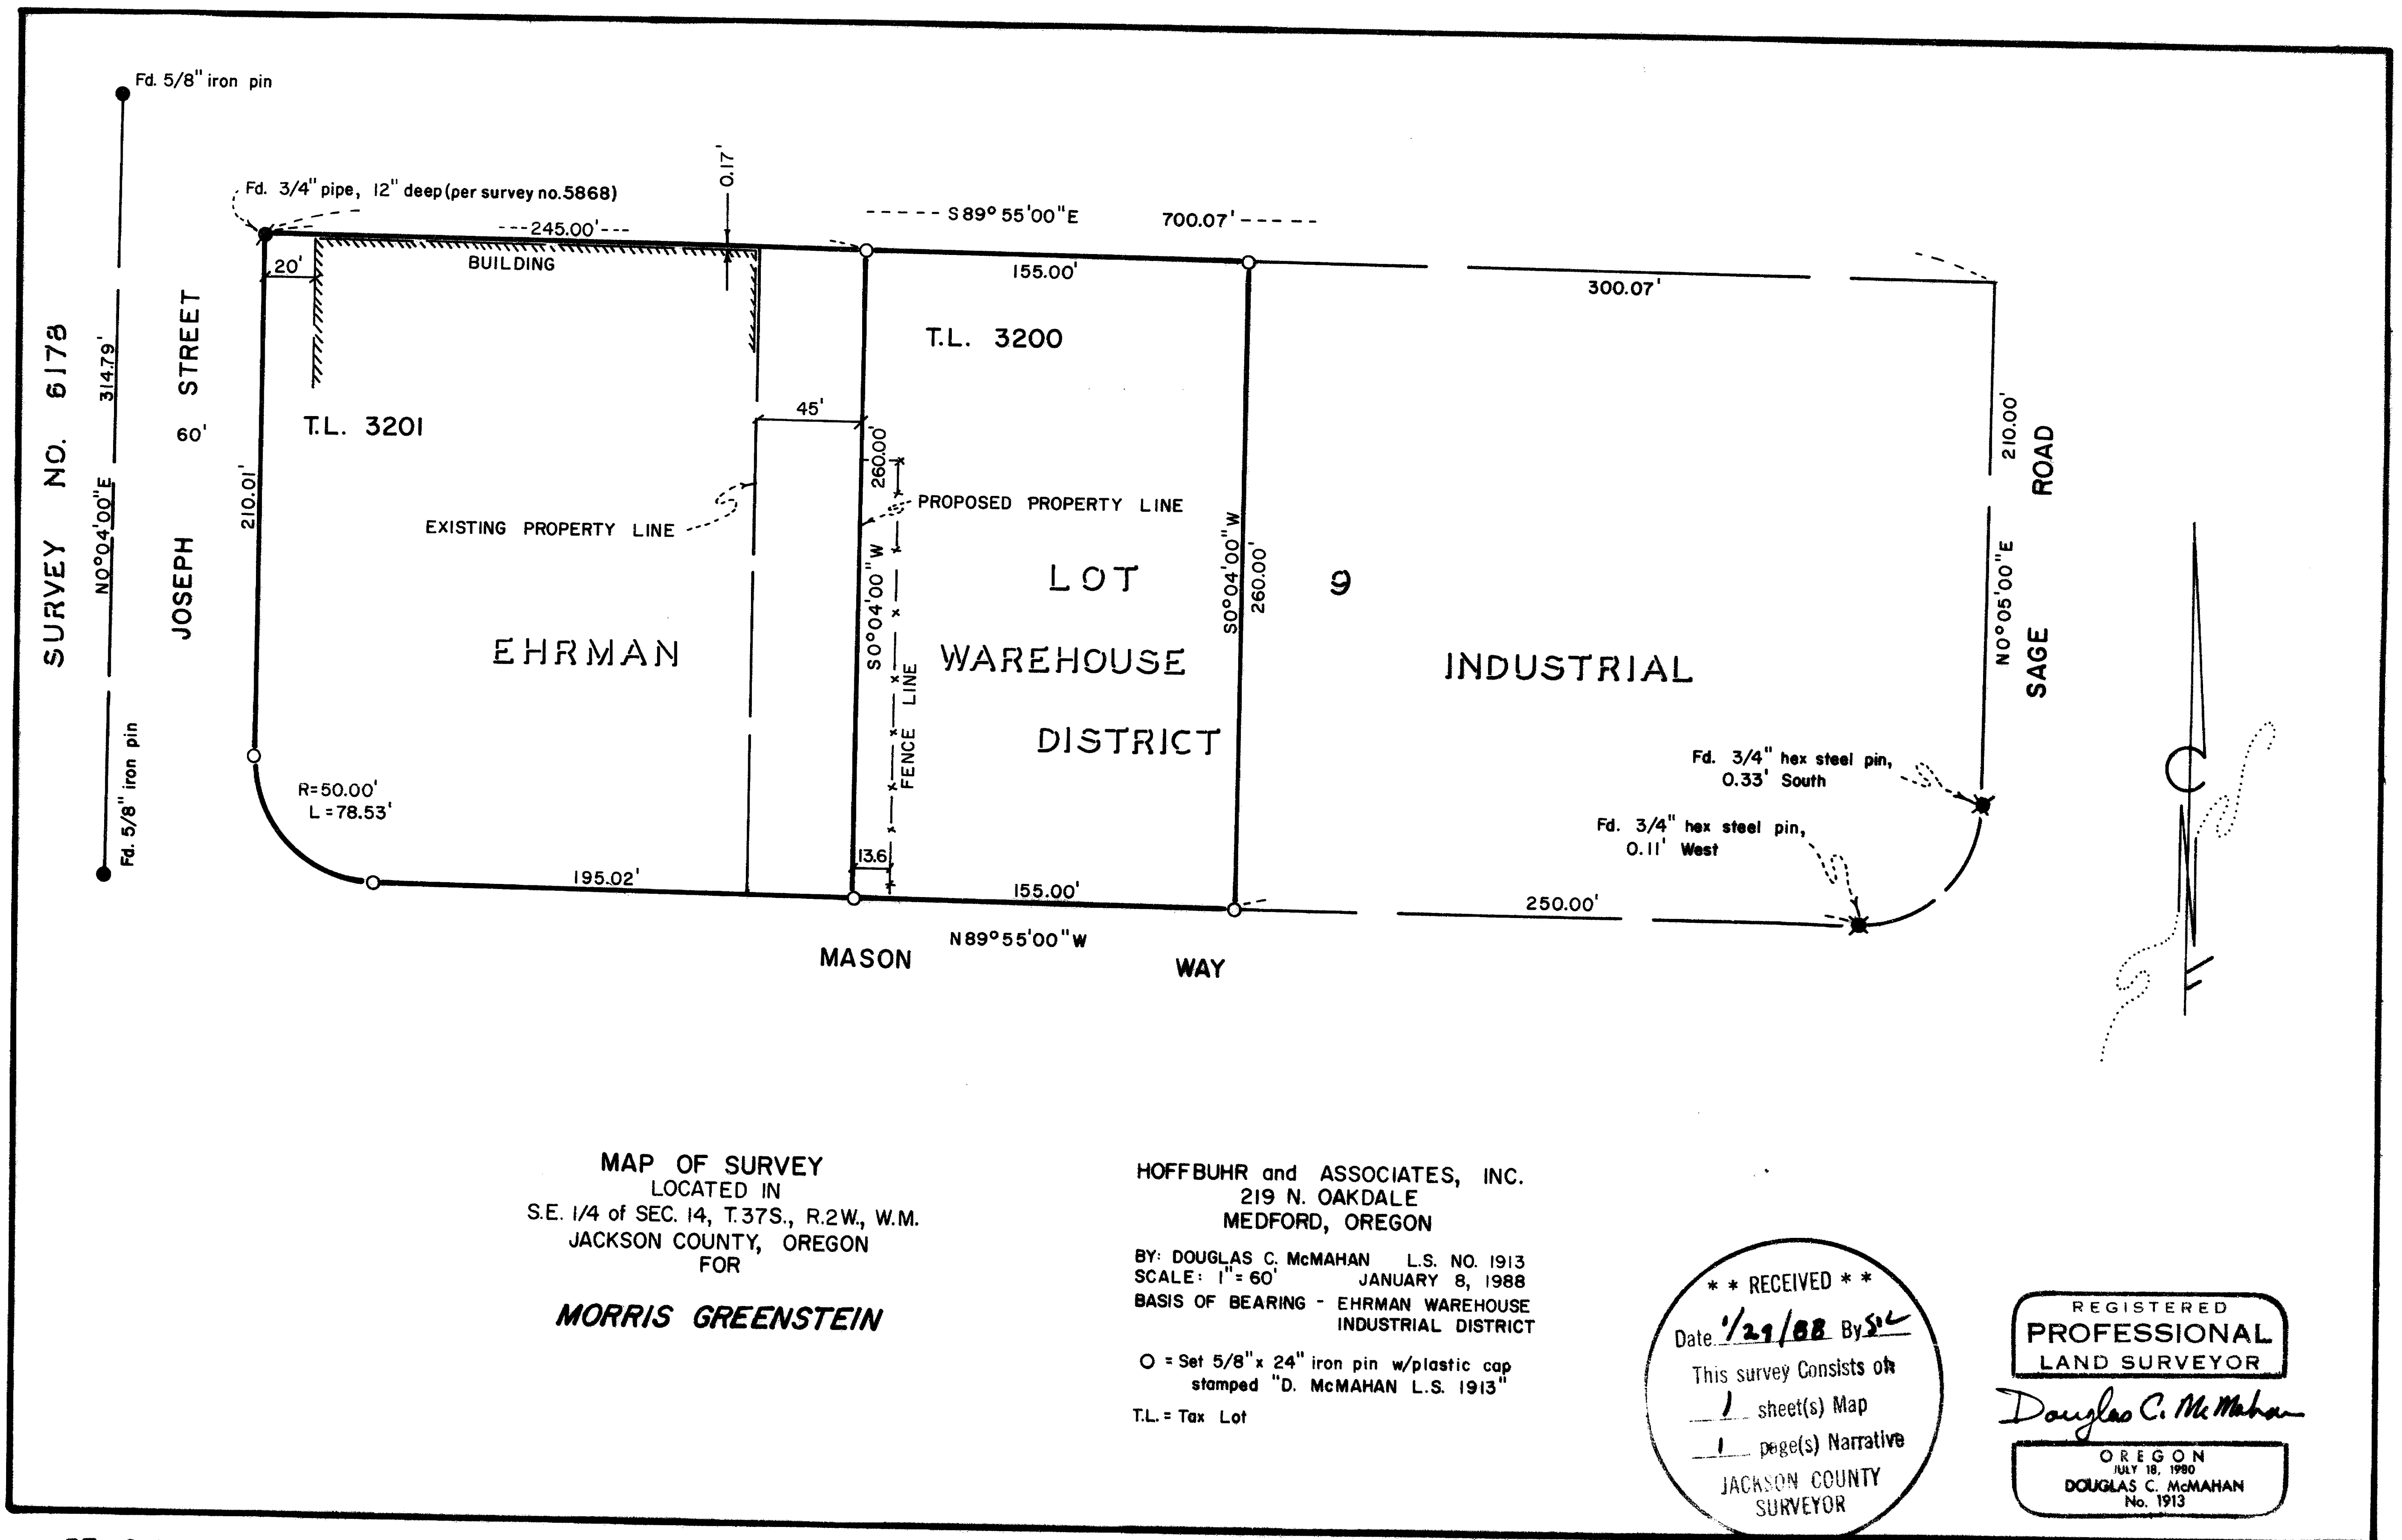 Fd. 5/8" iron pin
Fd. 3/4" pipe, 12" deep (per survey no. 5868)
0.17'
---245.00'---
----- S 89° 55' 00" E 700.07' -----
20'
BUILDING
155.00'
300.07'
T.L. 3200
SURVEY NO. 6178
314.79'
N0°04'00"E
JOSEPH STREET
60'
T.L. 3201
45'
210.01'
260.00'
210.00'
SAGE ROAD
N0°05'00"E
EXISTING PROPERTY LINE
PROPOSED PROPERTY LINE
S0°04'00"W
S0°04'00"W
260.00'
LOT 9
EHRMAN WAREHOUSE INDUSTRIAL
DISTRICT
FENCE LINE
Fd. 5/8" iron pin
R=50.00'
L=78.53'
Fd. 3/4" hex steel pin,
0.33' South
Fd. 3/4" hex steel pin,
0.11' West
13.6
195.02'
155.00'
250.00'
N89°55'00"W
MASON WAY
MAP OF SURVEY
LOCATED IN
S.E. 1/4 of SEC. 14, T.37S., R.2W., W.M.
JACKSON COUNTY, OREGON
FOR
MORRIS GREENSTEIN
HOFFBUHR and ASSOCIATES, INC.
219 N. OAKDALE
MEDFORD, OREGON
BY: DOUGLAS C. McMAHAN L.S. NO. 1913
SCALE: 1"=60' JANUARY 8, 1988
BASIS OF BEARING - EHRMAN WAREHOUSE
INDUSTRIAL DISTRICT
O = Set 5/8" x 24" iron pin w/plastic cap
stamped "D. McMAHAN L.S. 1913"
T.L. = Tax Lot
* * RECEIVED * *
Date 1/29/88 By
This survey Consists of
1 sheet(s) Map
1 page(s) Narrative
JACKSON COUNTY
SURVEYOR
REGISTERED
PROFESSIONAL
LAND SURVEYOR
Douglas C. McMahan
OREGON
JULY 18, 1980
DOUGLAS C. McMAHAN
No. 1913